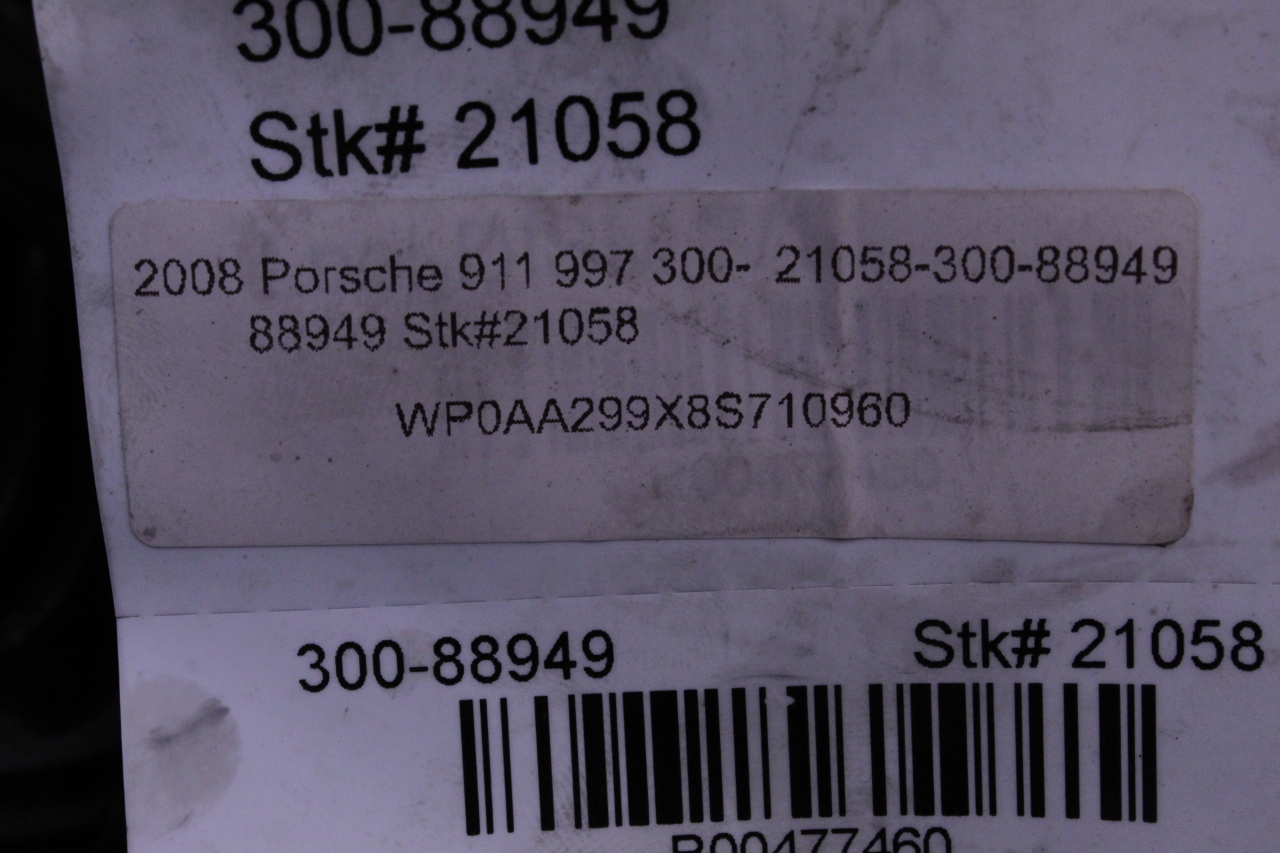 300-88949
Stk# 21058
2008 Porsche 911 997 300- 21058-300-88949
88949 Stk#21058
WP0AA299X8S710960
300-88949 Stk# 21058
R00477460